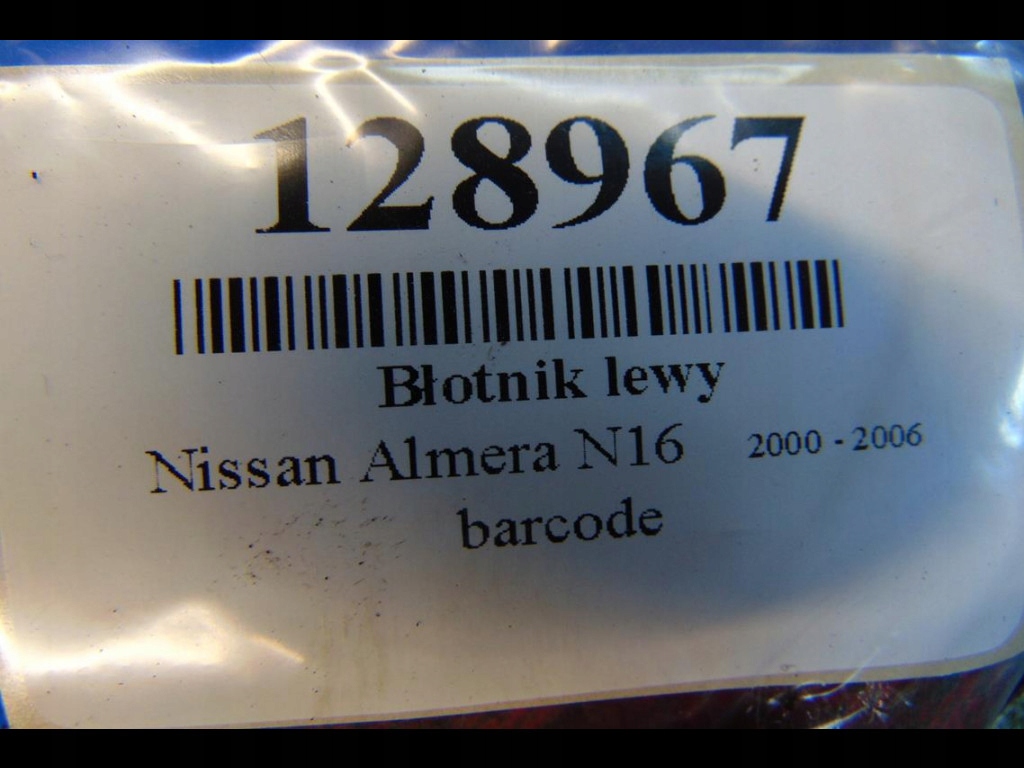 128967
Błotnik lewy
Nissan Almera N16 2000 - 2006
barcode